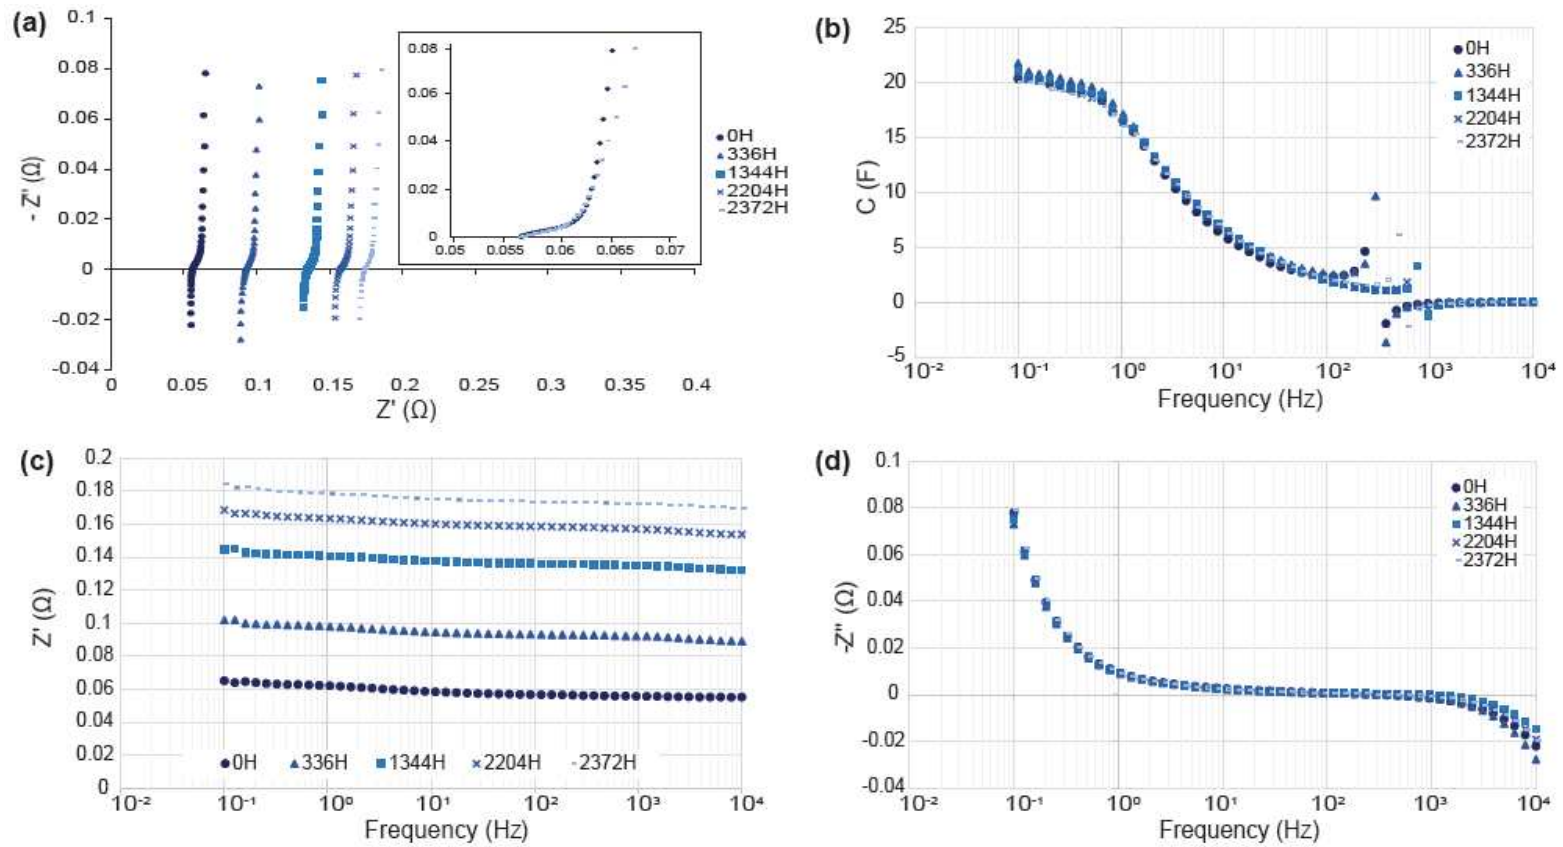 (a)
0.1
0.08
0.06
0.04
0.02
0
-0.02
-0.04
- Z" (Ω)
0 0.05 0.1 0.15 0.2 0.25 0.3 0.35 0.4
Z' (Ω)
0.08
0.06
0.04
0.02
0
0.05 0.055 0.06 0.065 0.07
0H
336H
1344H
2204H
2372H
(b)
25
20
15
10
5
0
-5
C (F)
10⁻² 10⁻¹ 10⁰ 10¹ 10² 10³ 10⁴
Frequency (Hz)
0H
336H
1344H
2204H
2372H
(c)
0.2
0.18
0.16
0.14
0.12
0.1
0.08
0.06
0.04
0.02
0
Z' (Ω)
0H 336H 1344H 2204H 2372H
10⁻² 10⁻¹ 10⁰ 10¹ 10² 10³ 10⁴
Frequency (Hz)
(d)
0.1
0.08
0.06
0.04
0.02
0
-0.02
-0.04
-Z" (Ω)
10⁻² 10⁻¹ 10⁰ 10¹ 10² 10³ 10⁴
Frequency (Hz)
0H
336H
1344H
2204H
2372H